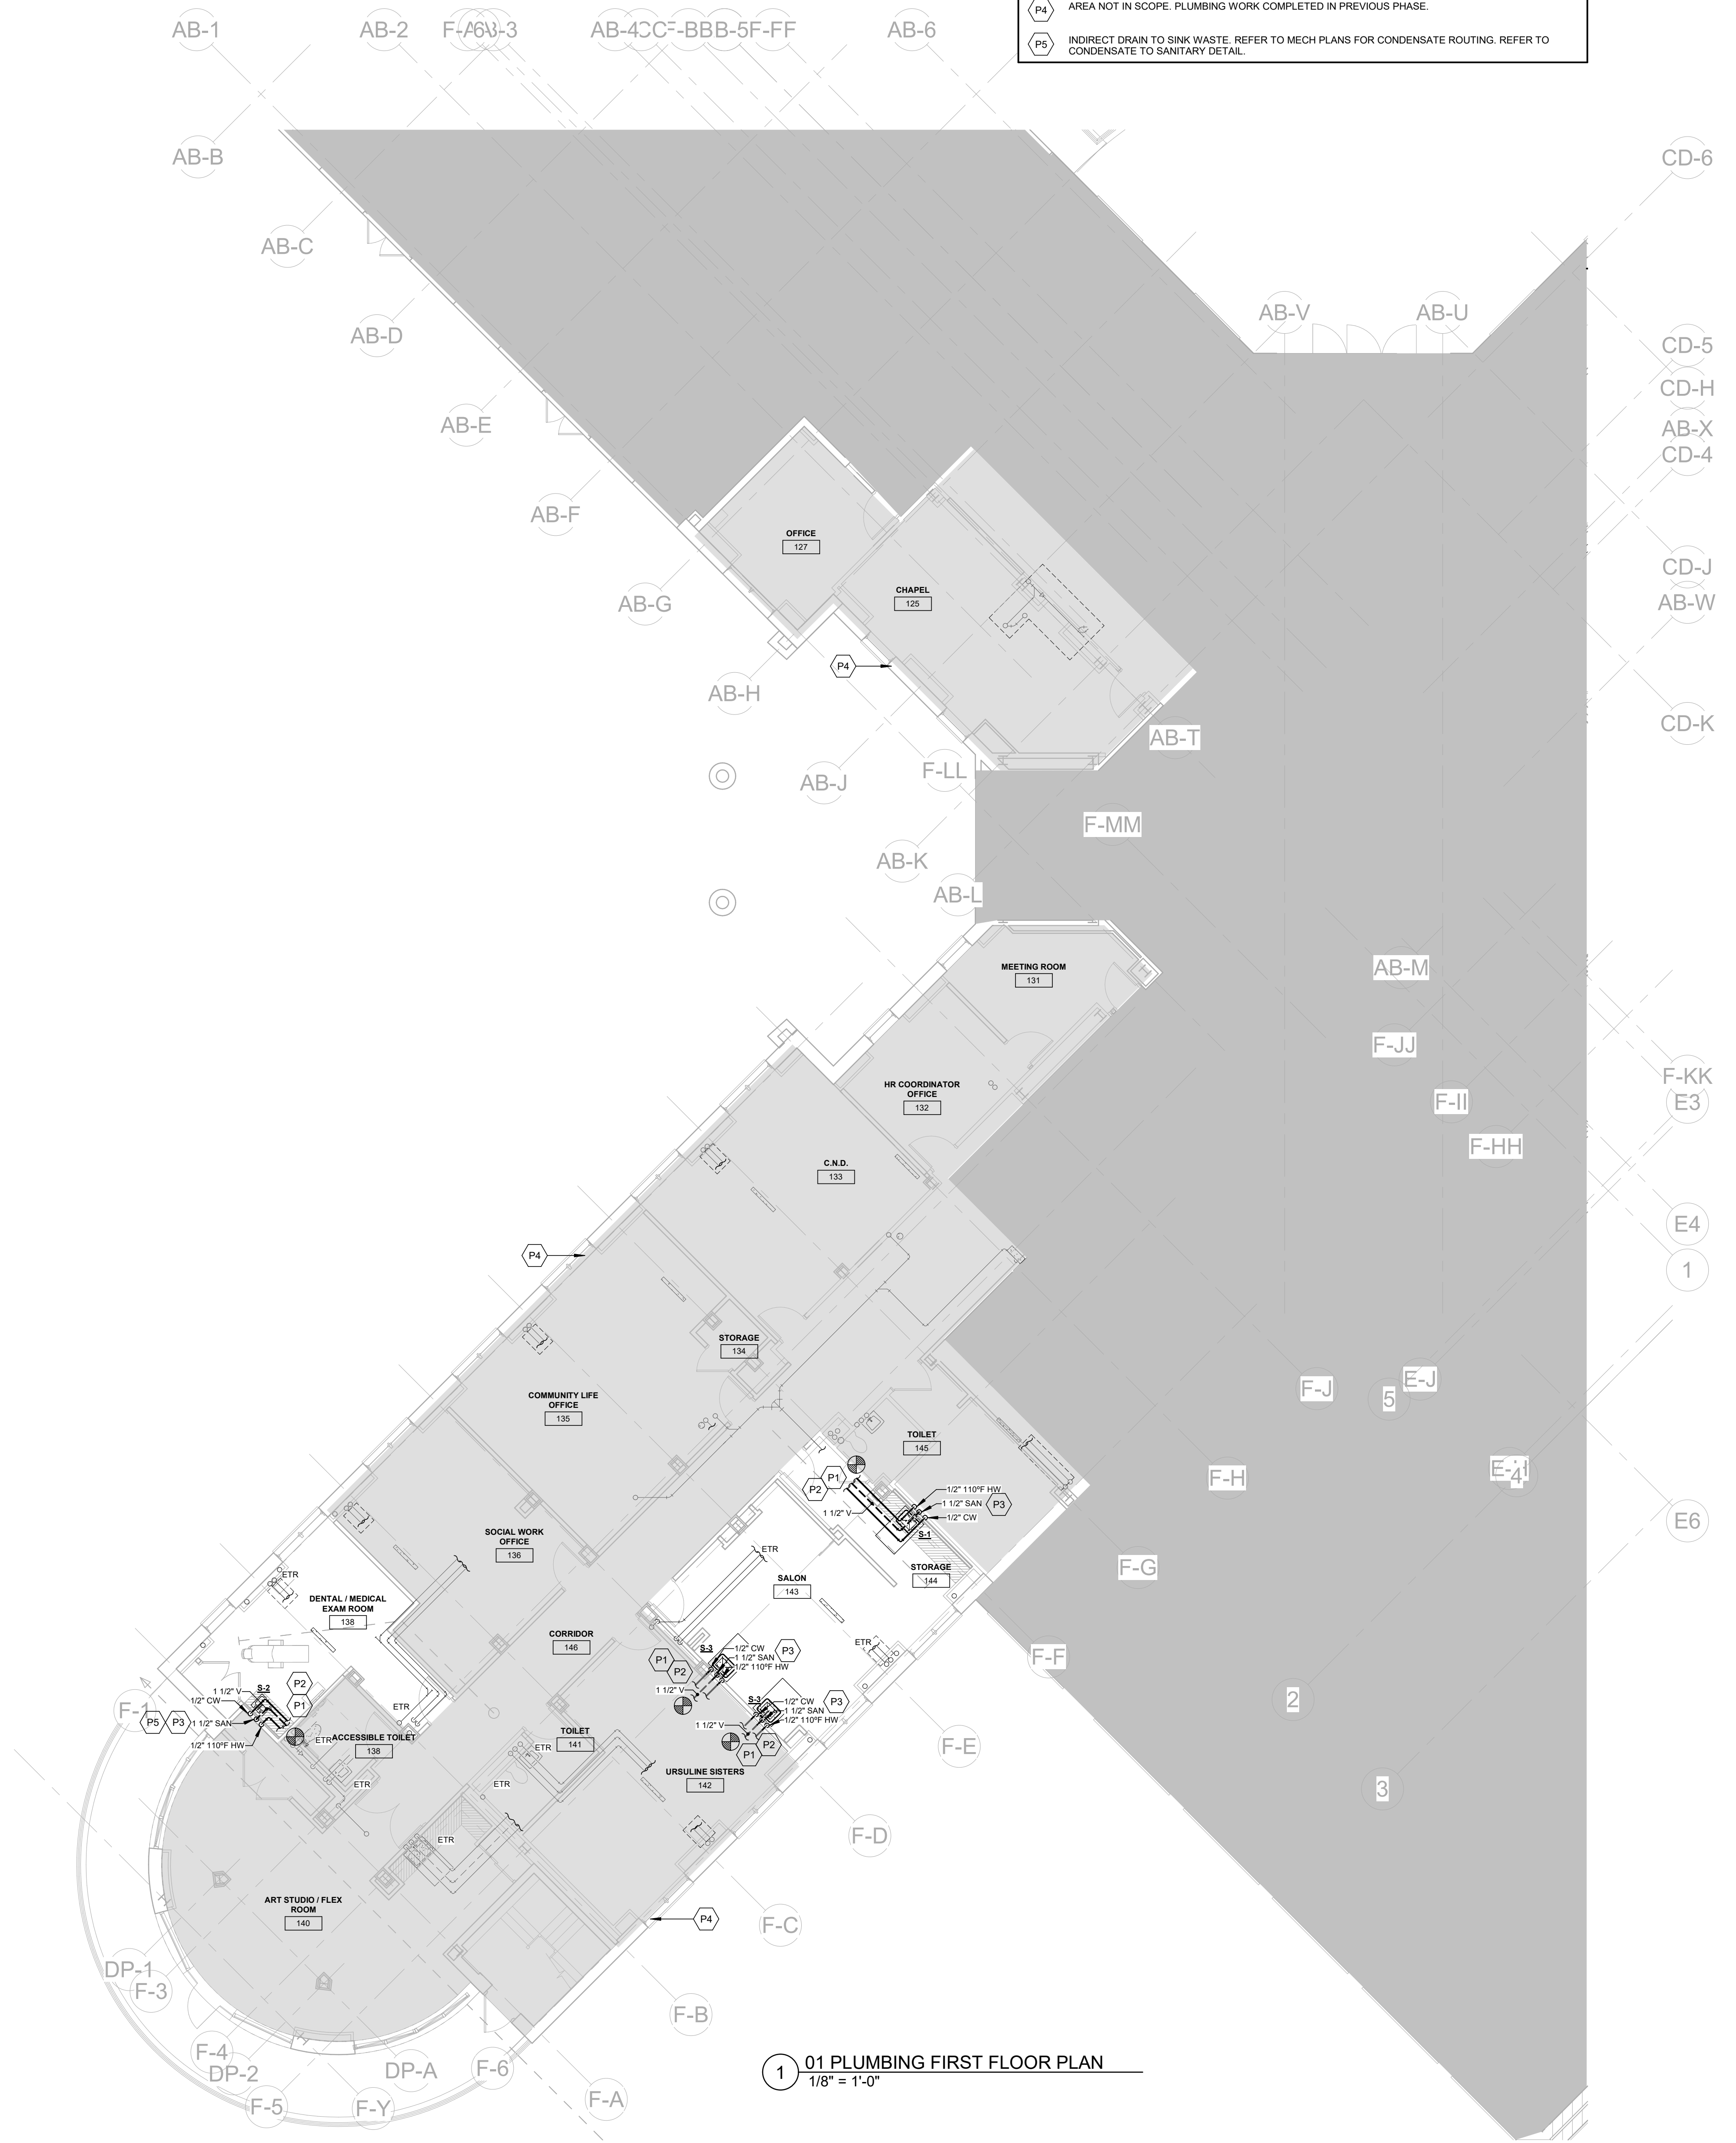 P4 AREA NOT IN SCOPE. PLUMBING WORK COMPLETED IN PREVIOUS PHASE.
P5 INDIRECT DRAIN TO SINK WASTE. REFER TO MECH PLANS FOR CONDENSATE ROUTING. REFER TO
CONDENSATE TO SANITARY DETAIL.
AB-1
AB-2
AB-6
AB-B
AB-C
AB-D
AB-E
AB-F
AB-G
AB-H
AB-J
AB-K
AB-L
AB-V
AB-U
CD-6
CD-5
CD-H
AB-X
CD-4
CD-J
AB-W
CD-K
OFFICE
127
CHAPEL
125
P4
AB-T
F-LL
F-MM
MEETING ROOM
131
AB-M
F-JJ
F-KK
F-II
E3
F-HH
HR COORDINATOR
OFFICE
132
C.N.D.
133
E4
1
P4
STORAGE
134
COMMUNITY LIFE
OFFICE
135
F-J
5
E-J
TOILET
145
F-H
4
E6
P1
P2
1 1/2" V
1/2" 110ºF HW
1 1/2" SAN
P3
1/2" CW
S-1
SOCIAL WORK
OFFICE
136
ETR
SALON
143
STORAGE
144
F-G
ETR
DENTAL / MEDICAL
EXAM ROOM
138
CORRIDOR
146
ETR
S-3
1/2" CW
1 1/2" SAN
1/2" 110ºF HW
P3
P1
P2
1 1/2" V
F-F
2
S-2
P2
P1
1 1/2" V
1/2" CW
P5
P3
1 1/2" SAN
1/2" 110ºF HW
F-1
ETR
S-3
1/2" CW
1 1/2" SAN
1/2" 110ºF HW
P3
1 1/2" V
P1
P2
ETR
ACCESSIBLE TOILET
138
ETR
TOILET
141
ETR
ETR
URSULINE SISTERS
142
F-E
3
ETR
F-D
ART STUDIO / FLEX
ROOM
140
P4
F-C
DP-1
F-3
F-B
F-4
DP-2
DP-A
F-6
F-5
F-Y
F-A
1
01 PLUMBING FIRST FLOOR PLAN
1/8" = 1'-0"